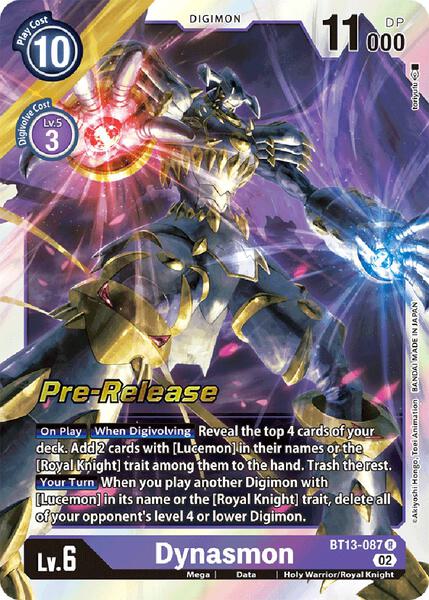 Play Cost
10
DIGIMON
DP
11000
Digivolve Cost
Lv.5
3
toriyufu
©Akiyoshi Hongo, Toei Animation BANDAI MADE IN JAPAN
Pre-Release
On Play When Digivolving Reveal the top 4 cards of your
deck. Add 2 cards with [Lucemon] in their names or the
[Royal Knight] trait among them to the hand. Trash the rest.
Your Turn When you play another Digimon with
[Lucemon] in its name or the [Royal Knight] trait, delete all
of your opponent's level 4 or lower Digimon.
Lv.6
Dynasmon
BT13-087 R
02
Mega | Data | Holy Warrior/Royal Knight